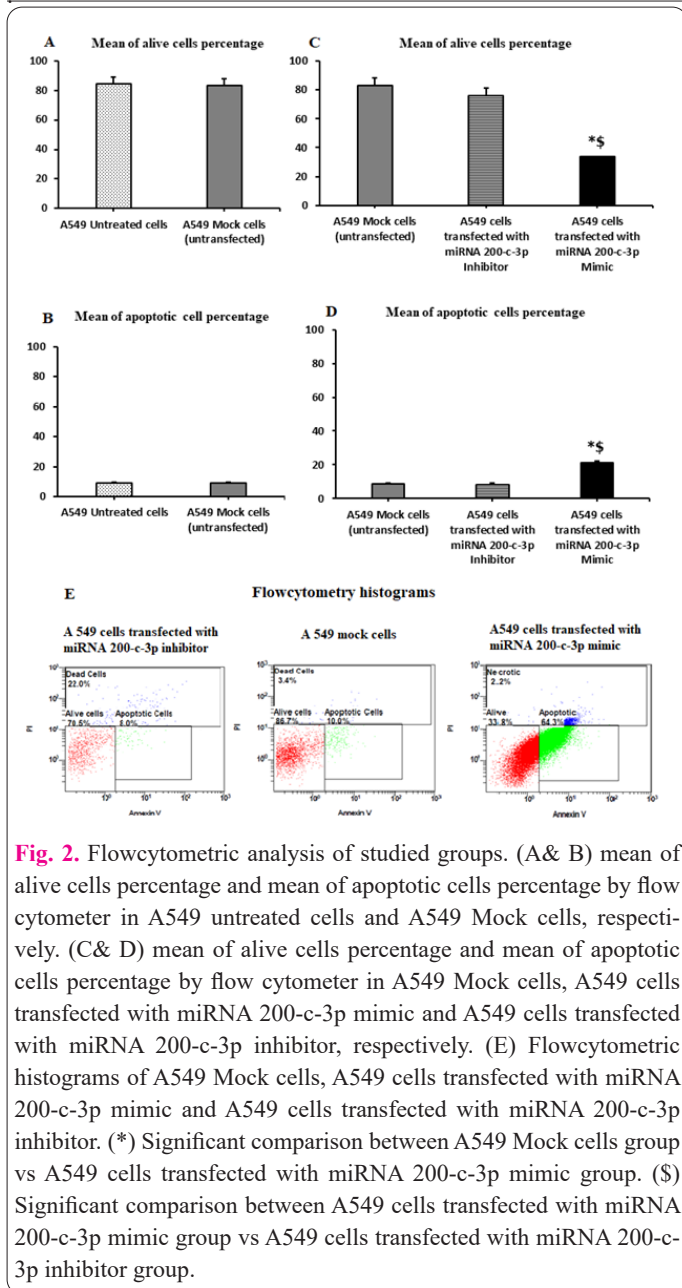 A
Mean of alive cells percentage
100
80
60
40
20
0
A549 Untreated cells
A549 Mock cells
(untransfected)
C
Mean of alive cells percentage
100
80
60
40
20
0
*$
A549 Mock cells
(untransfected)
A549 cells
transfected with
miRNA 200-c-3p
Inhibitor
A549 cells
transfected with
miRNA 200-c-3p
Mimic
B
Mean of apoptotic cell percentage
100
80
60
40
20
0
A549 Untreated cells
A549 Mock cells
(untransfected)
D
Mean of apoptotic cells percentage
100
80
60
40
20
0
*$
A549 Mock cells
(untransfected)
A549 cells
transfected with
miRNA 200-c-3p
Inhibitor
A549 cells
transfected with
miRNA 200-c-3p
Mimic
E
Flowcytometry histograms
A 549 cells transfected with
miRNA 200-c-3p inhibitor
Dead Cells
22.0%
Alive cells
70.5%
Apoptotic Cells
8.0%
PI
Annexin V
A 549 mock cells
Dead Cells
3.4%
Alive cells
86.7%
Apoptotic Cells
10.0%
PI
Annexin V
A549 cells transfected with
miRNA 200-c-3p mimic
Necrotic
2.2%
Alive
33.8%
Apoptotic
64.3%
PI
Annexin V
Fig. 2. Flowcytometric analysis of studied groups. (A& B) mean of
alive cells percentage and mean of apoptotic cells percentage by flow
cytometer in A549 untreated cells and A549 Mock cells, respecti-
vely. (C& D) mean of alive cells percentage and mean of apoptotic
cells percentage by flow cytometer in A549 Mock cells, A549 cells
transfected with miRNA 200-c-3p mimic and A549 cells transfected
with miRNA 200-c-3p inhibitor, respectively. (E) Flowcytometric
histograms of A549 Mock cells, A549 cells transfected with miRNA
200-c-3p mimic and A549 cells transfected with miRNA 200-c-3p
inhibitor. (*) Significant comparison between A549 Mock cells group
vs A549 cells transfected with miRNA 200-c-3p mimic group. ($)
Significant comparison between A549 cells transfected with miRNA
200-c-3p mimic group vs A549 cells transfected with miRNA 200-c-
3p inhibitor group.